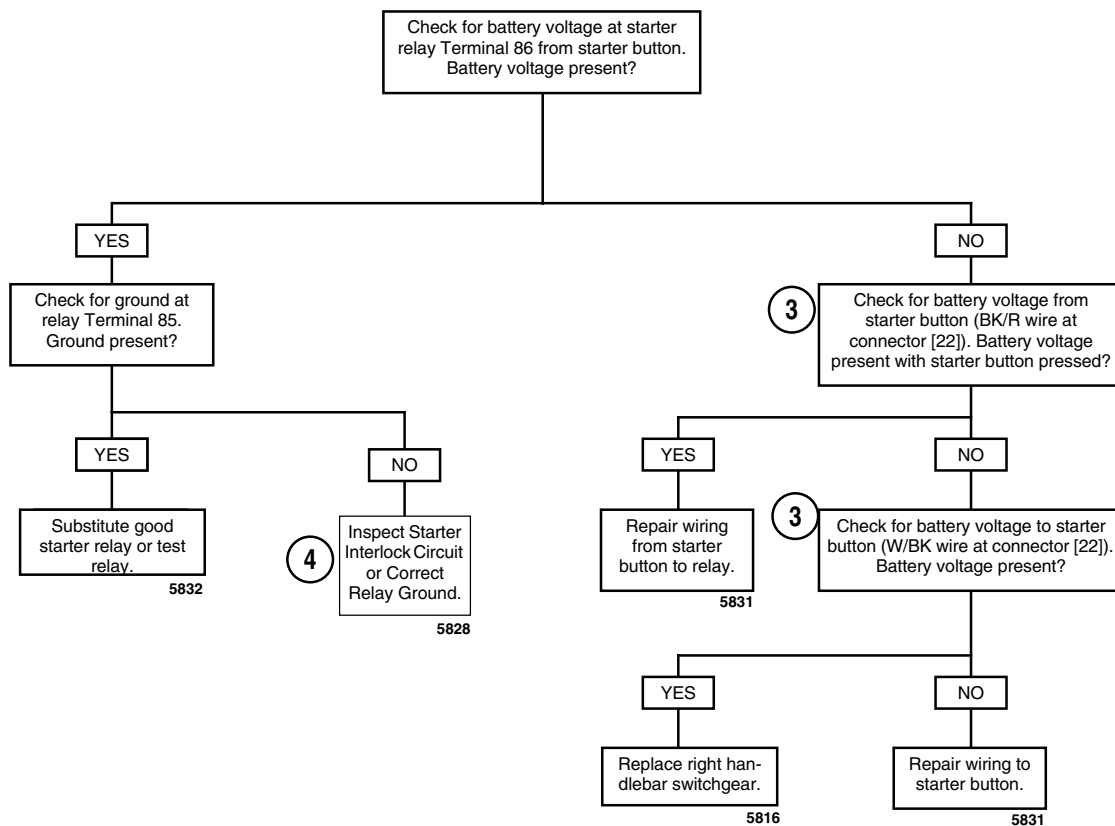 Check for battery voltage at starter
relay Terminal 86 from starter button.
Battery voltage present?
YES
NO
Check for ground at
relay Terminal 85.
Ground present?
3
Check for battery voltage from
starter button (BK/R wire at
connector [22]). Battery voltage
present with starter button pressed?
YES
NO
YES
NO
Substitute good
starter relay or test
relay.
5832
4
Inspect Starter
Interlock Circuit
or Correct
Relay Ground.
5828
Repair wiring
from starter
button to relay.
5831
3
Check for battery voltage to starter
button (W/BK wire at connector [22]).
Battery voltage present?
YES
NO
Replace right han-
dlebar switchgear.
5816
Repair wiring to
starter button.
5831